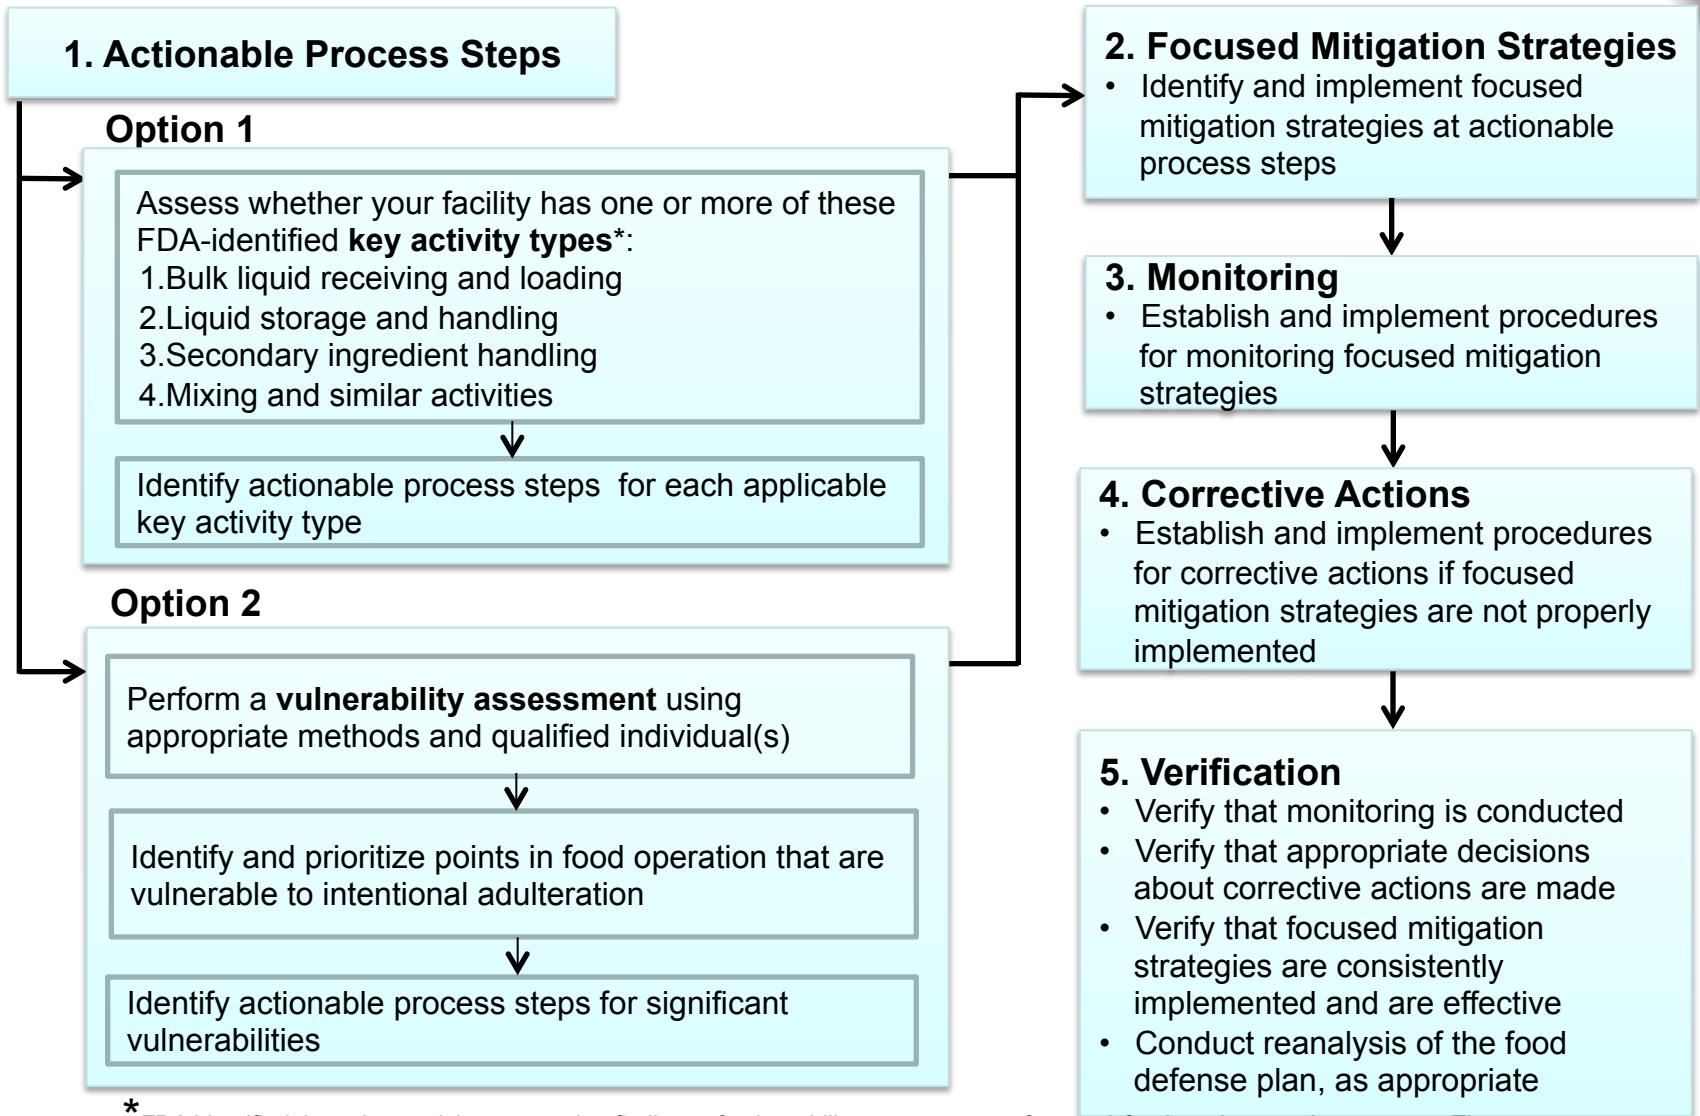 1. Actionable Process Steps
Option 1
Assess whether your facility has one or more of these
FDA-identified key activity types*:
1.Bulk liquid receiving and loading
2.Liquid storage and handling
3.Secondary ingredient handling
4.Mixing and similar activities
Identify actionable process steps for each applicable
key activity type
Option 2
Perform a vulnerability assessment using
appropriate methods and qualified individual(s)
Identify and prioritize points in food operation that are
vulnerable to intentional adulteration
Identify actionable process steps for significant
vulnerabilities
2. Focused Mitigation Strategies
• Identify and implement focused
mitigation strategies at actionable
process steps
3. Monitoring
• Establish and implement procedures
for monitoring focused mitigation
strategies
4. Corrective Actions
• Establish and implement procedures
for corrective actions if focused
mitigation strategies are not properly
implemented
5. Verification
• Verify that monitoring is conducted
• Verify that appropriate decisions
about corrective actions are made
• Verify that focused mitigation
strategies are consistently
implemented and are effective
• Conduct reanalysis of the food
defense plan, as appropriate
*